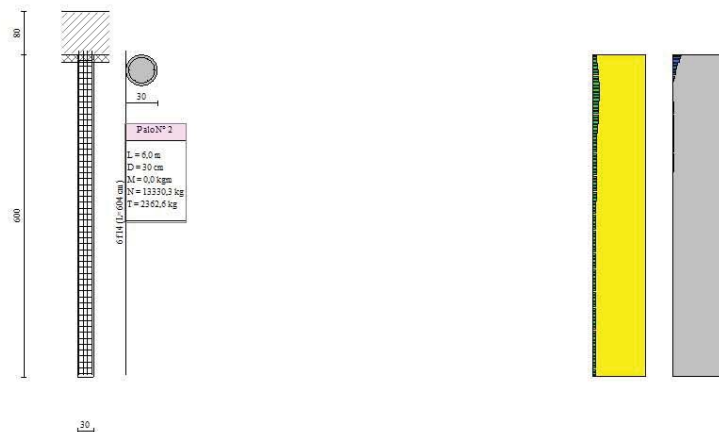 80
600
30
Palo N° 2
L = 6,0 m
D = 30 cm
M = 0,0 kgm
N = 13330,3 kg
T = 2362,6 kg
6 f14 (L=604 cm)
30